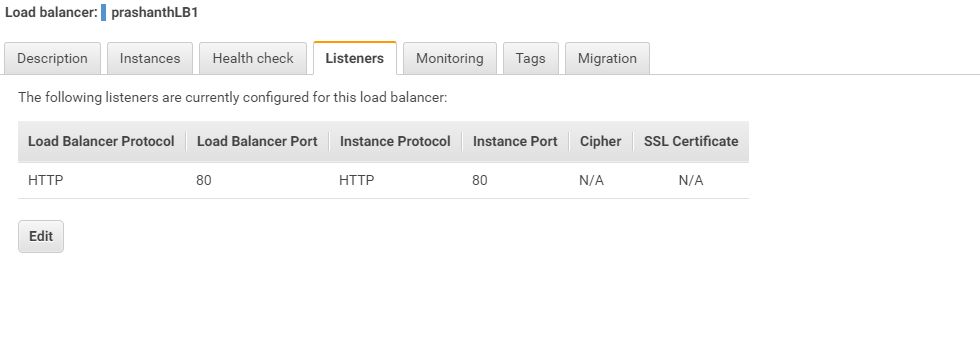 Load balancer: prashanthLB1
Description Instances Health check Listeners Monitoring Tags Migration
The following listeners are currently configured for this load balancer:
Load Balancer Protocol Load Balancer Port Instance Protocol Instance Port Cipher SSL Certificate
HTTP 80 HTTP 80 N/A N/A
Edit